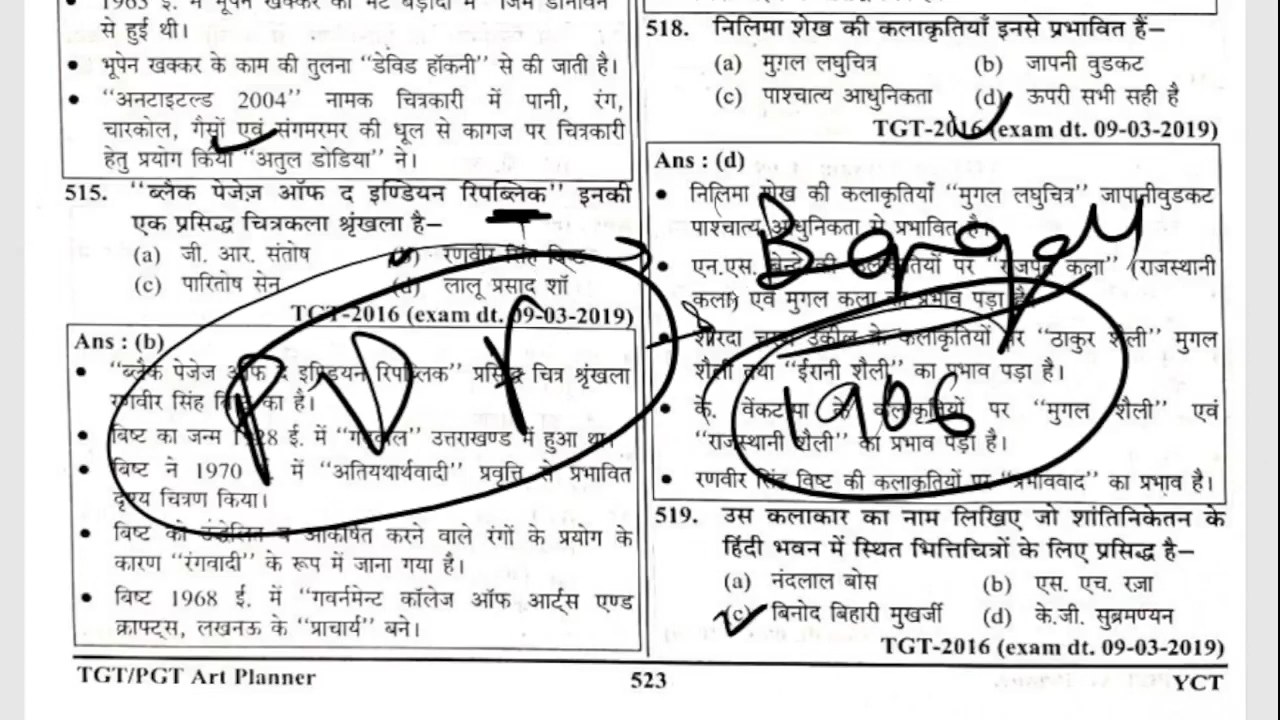 1965 ई. में भूपेन खक्कर की भेंट बड़ौदा में "जिम डोनोवन"
से हुई थी।
भूपेन खक्कर के काम की तुलना "डेविड हॉकनी" से की जाती है।
"अनटाइटल्ड 2004" नामक चित्रकारी में पानी, रंग,
चारकोल, गैसों एवं संगमरमर की धूल से कागज पर चित्रकारी
हेतु प्रयोग किया "अतुल डोडिया" ने।
515. "ब्लैक पेजेज़ ऑफ द इण्डियन रिपब्लिक" इनकी
एक प्रसिद्ध चित्रकला श्रृंखला है–
(a) जी. आर. संतोष (b) रणवीर सिंह विष्ट
(c) पारितोष सेन (d) लालू प्रसाद शॉ
TGT-2016 (exam dt. 09-03-2019)
Ans : (b)
"ब्लैक पेजेज ऑफ द इण्डियन रिपब्लिक" प्रसिद्ध चित्र श्रृंखला
रणवीर सिंह का है।
बिष्ट का जन्म 1928 ई. में "गढ़वाल" उत्तराखण्ड में हुआ था।
बिष्ट ने 1970 ई. में "अतियथार्थवादी" प्रवृत्ति से प्रभावित
दृश्य चित्रण किया।
विष्ट को व आकर्षित करने वाले रंगों के प्रयोग के
कारण "रंगवादी" के रूप में जाना गया है।
विष्ट 1968 ई. में "गवर्नमेन्ट कॉलेज ऑफ आर्ट्स एण्ड
क्राफ्ट्स, लखनऊ के "प्राचार्य" बने।
PDF
518. निलिमा शेख की कलाकृतियाँ इनसे प्रभावित हैं–
(a) मुग़ल लघुचित्र (b) जापनी वुडकट
(c) पाश्चात्य आधुनिकता (d) ऊपरी सभी सही है
TGT-2016 (exam dt. 09-03-2019)
Ans : (d)
निलिमा शेख की कलाकृतियाँ "मुगल लघुचित्र" जापानीवुडकट
पाश्चात्य आधुनिकता से प्रभावित है।
एन.एस. बेन्द्रे की कलाकृतियों पर "राजपूत कला" (राजस्थानी
कला) एवं मुगल कला का प्रभाव पड़ा है।
शारदा चरण उकील के कलाकृतियों पर "ठाकुर शैली" मुगल
शैली तथा "ईरानी शैली" का प्रभाव पड़ा है।
के. वेंकटप्पा के कलाकृतियों पर "मुगल शैली" एवं
"राजस्थानी शैली" का प्रभाव पड़ा है।
रणवीर सिंह विष्ट की कलाकृतियों पर "प्रभाववाद" का प्रभाव है।
1906
519. उस कलाकार का नाम लिखिए जो शांतिनिकेतन के
हिंदी भवन में स्थित भित्तिचित्रों के लिए प्रसिद्ध है–
(a) नंदलाल बोस (b) एस. एच. रज़ा
(c) बिनोद बिहारी मुखर्जी (d) के.जी. सुब्रमण्यन
TGT-2016 (exam dt. 09-03-2019)
TGT/PGT Art Planner 523 YCT